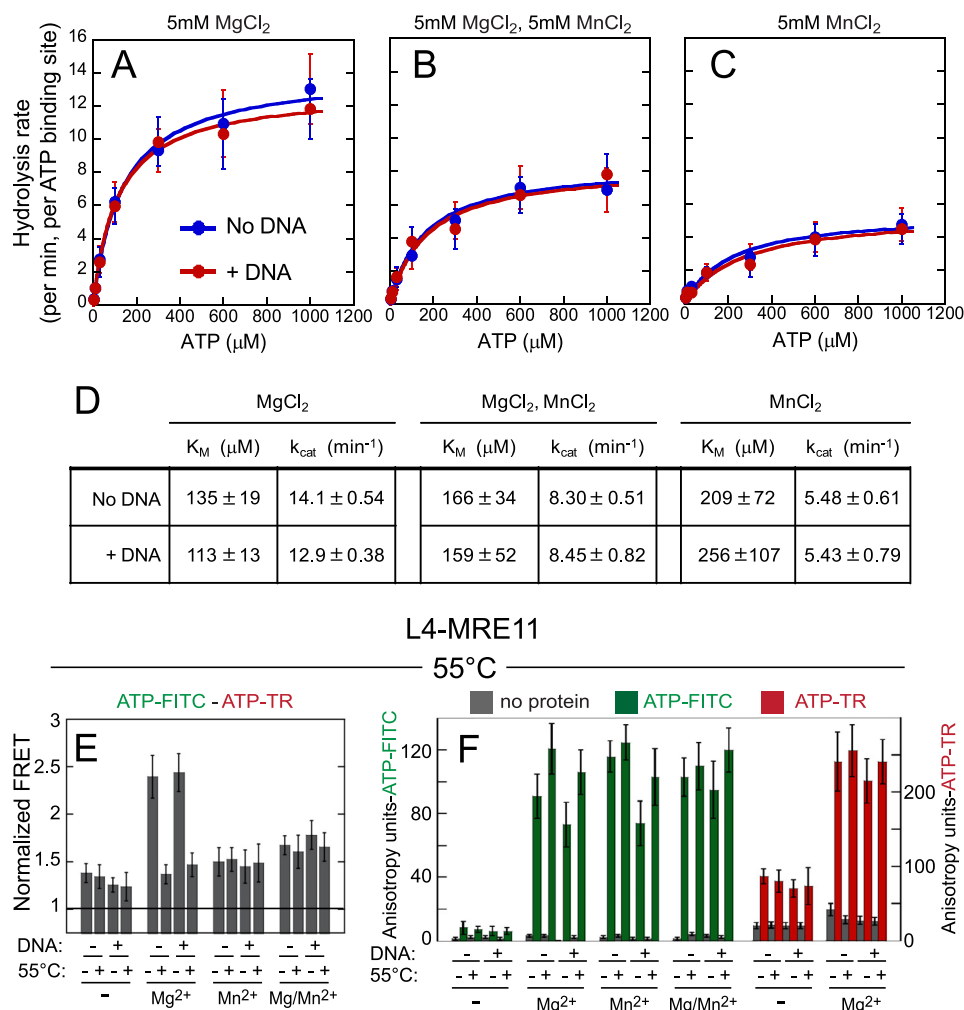 5mM MgCl₂
5mM MgCl₂, 5mM MnCl₂
5mM MnCl₂
Hydrolysis rate
(per min, per ATP binding site)
16
14
12
10
8
6
4
2
0
A
B
C
No DNA
+ DNA
0 200 400 600 800 1000 1200
200 400 600 800 1000 1200
200 400 600 800 1000 1200
ATP (μM)
ATP (μM)
ATP (μM)
D
MgCl₂
MgCl₂, MnCl₂
MnCl₂
K_M (μM) k_cat (min⁻¹) K_M (μM) k_cat (min⁻¹) K_M (μM) k_cat (min⁻¹)
No DNA 135 ± 19 14.1 ± 0.54 166 ± 34 8.30 ± 0.51 209 ± 72 5.48 ± 0.61
+ DNA 113 ± 13 12.9 ± 0.38 159 ± 52 8.45 ± 0.82 256 ± 107 5.43 ± 0.79
L4-MRE11
55°C
ATP-FITC - ATP-TR
E
Normalized FRET
3
2.5
2
1.5
1
DNA: - + - + - + - +
55°C: - + - + - + - + - + - + - + - +
- Mg²⁺ Mn²⁺ Mg/Mn²⁺
no protein ATP-FITC ATP-TR
F
Anisotropy units-ATP-FITC
120
80
40
0
Anisotropy units-ATP-TR
200
100
0
DNA: - + - + - + - + - + - +
55°C: - + - + - + - + - + - + - + - + - + - + - + - +
- Mg²⁺ Mn²⁺ Mg/Mn²⁺ - Mg²⁺